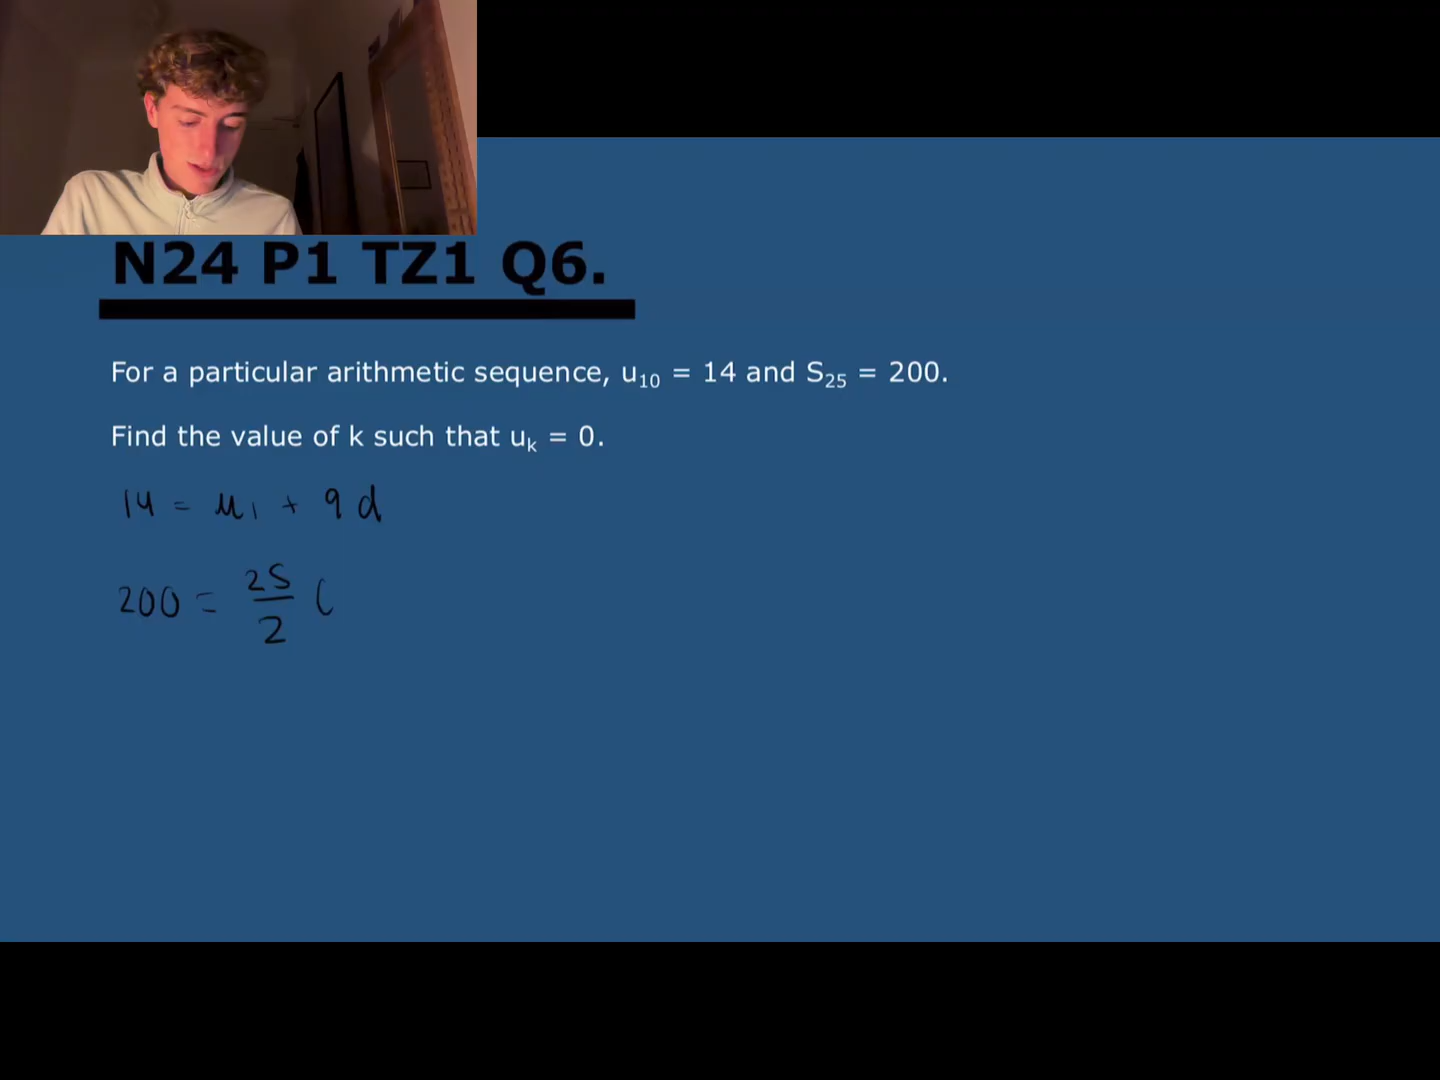 N24 P1 TZ1 Q6.
For a particular arithmetic sequence, u₁₀ = 14 and S₂₅ = 200.
Find the value of k such that uₖ = 0.
14 = u₁ + 9d
200 = 25/2 (